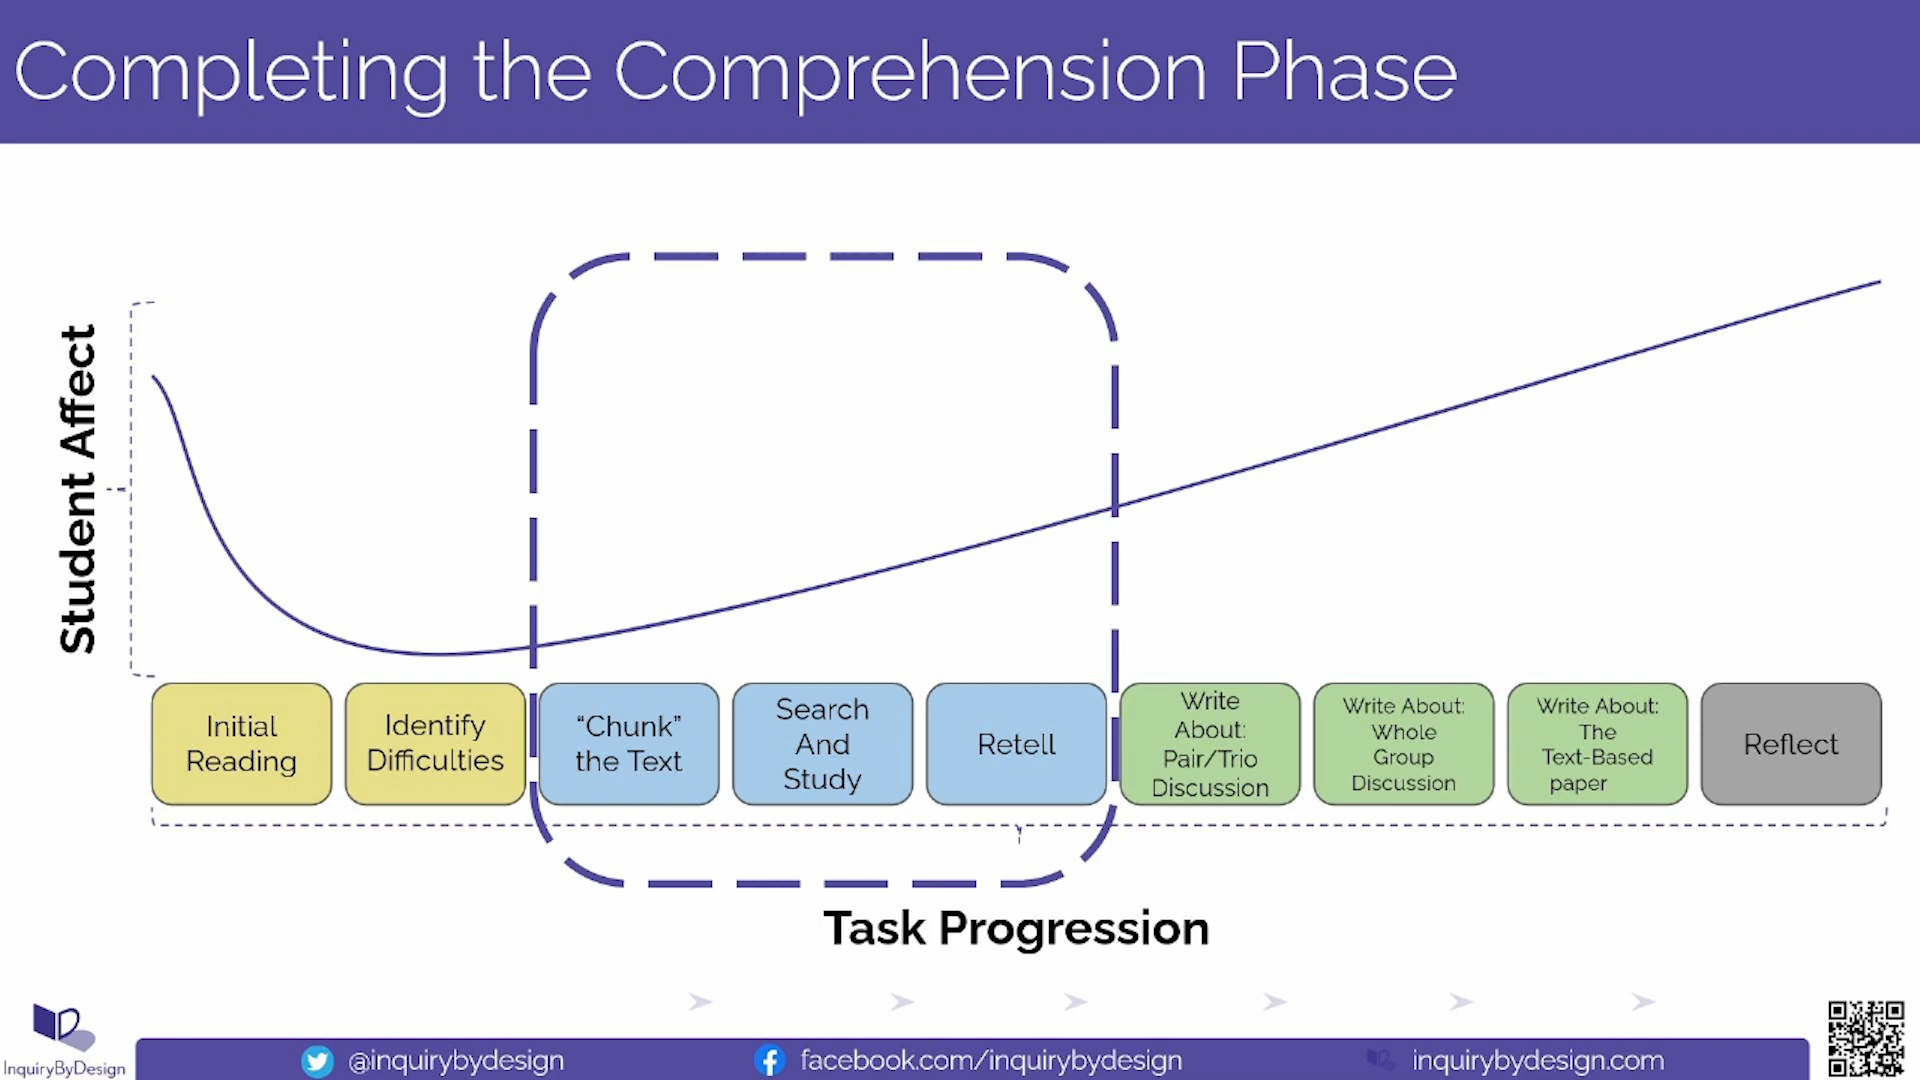 Completing the Comprehension Phase
Student Affect
Initial
Reading
Identify
Difficulties
“Chunk”
the Text
Search
And
Study
Retell
Write
About:
Pair/Trio
Discussion
Write About:
Whole
Group
Discussion
Write About:
The
Text-Based
paper
Reflect
Task Progression
InquiryByDesign
@inquirybydesign
facebook.com/inquirybydesign
inquirybydesign.com